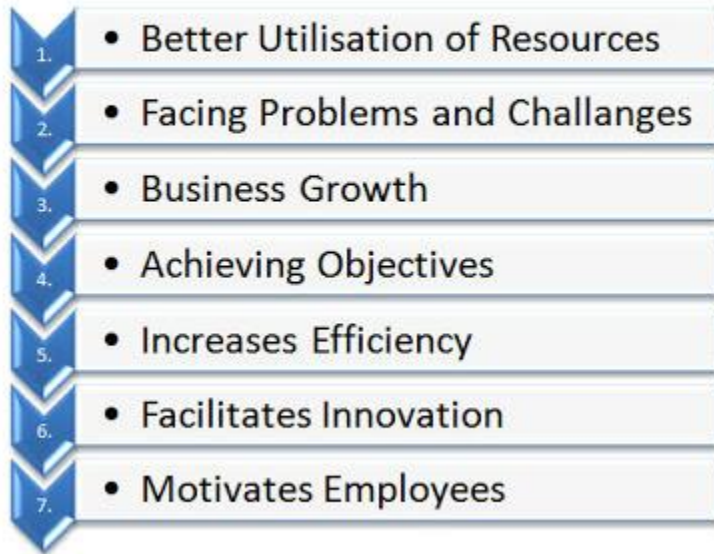 1. • Better Utilisation of Resources
2. • Facing Problems and Challanges
3. • Business Growth
4. • Achieving Objectives
5. • Increases Efficiency
6. • Facilitates Innovation
7. • Motivates Employees